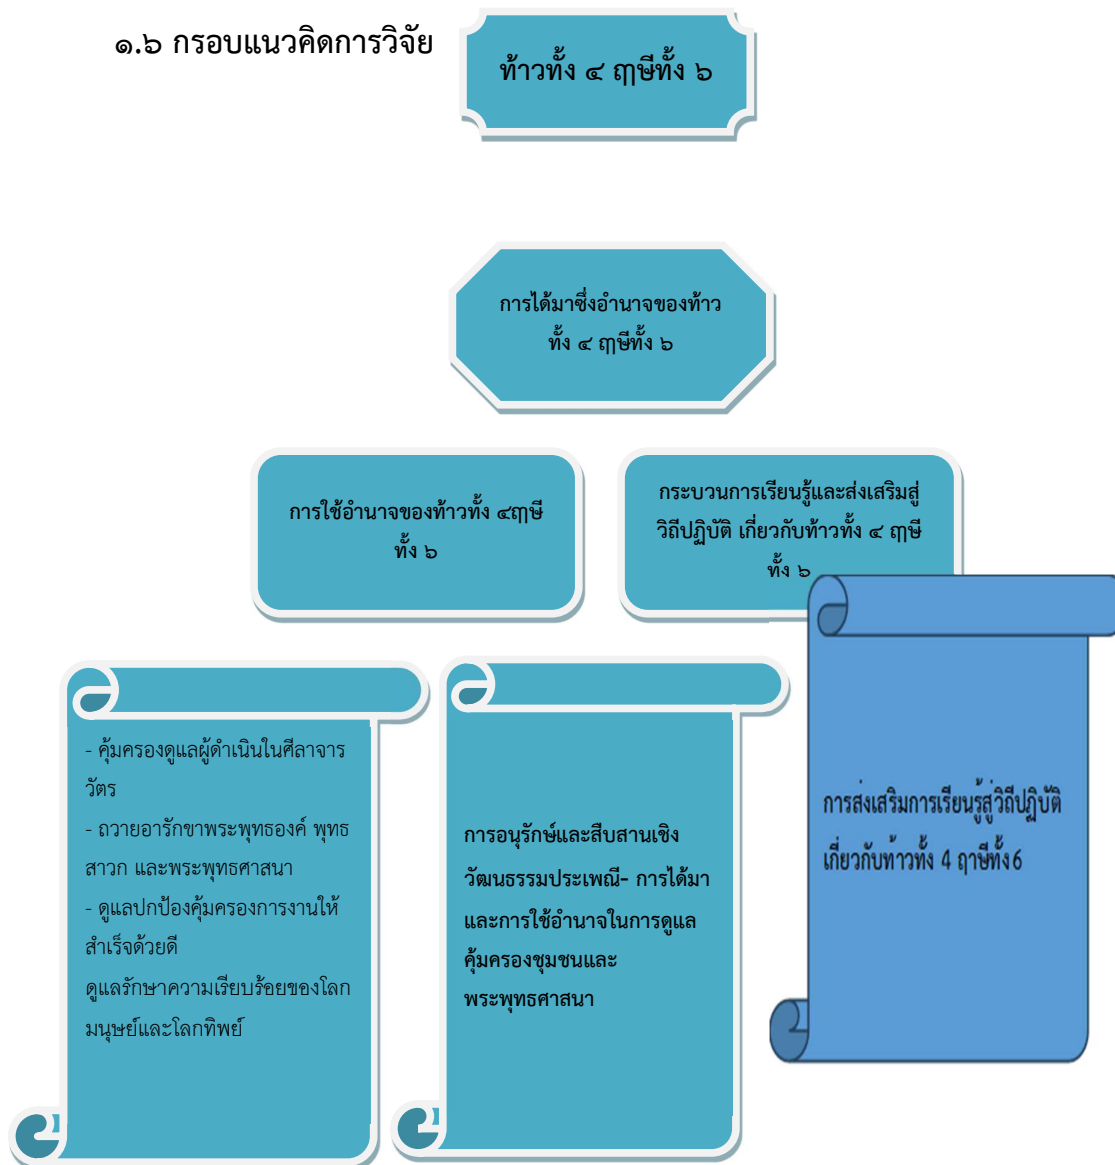 ๑.๖ กรอบแนวคิดการวิจัย
ท้าวทั้ง ๔ ฤๅษีทั้ง ๖
การได้มาซึ่งอำนาจของท้าว
ทั้ง ๔ ฤๅษีทั้ง ๖
การใช้อำนาจของท้าวทั้ง ๔ฤๅษี
ทั้ง ๖
กระบวนการเรียนรู้และส่งเสริมสู่
วิถีปฏิบัติ เกี่ยวกับท้าวทั้ง ๔ ฤๅษี
ทั้ง ๖
- คุ้มครองดูแลผู้ดำเนินในศีลาจาร
วัตร
- ถวายอารักขาพระพุทธองค์ พุทธ
สาวก และพระพุทธศาสนา
- ดูแลปกป้องคุ้มครองการงานให้
สำเร็จด้วยดี
ดูแลรักษาความเรียบร้อยของโลก
มนุษย์และโลกทิพย์
การอนุรักษ์และสืบสานเชิง
วัฒนธรรมประเพณี- การได้มา
และการใช้อำนาจในการดูแล
คุ้มครองชุมชนและ
พระพุทธศาสนา
การส่งเสริมการเรียนรู้สู่วิถีปฏิบัติ
เกี่ยวกับท้าวทั้ง 4 ฤาษีทั้ง6